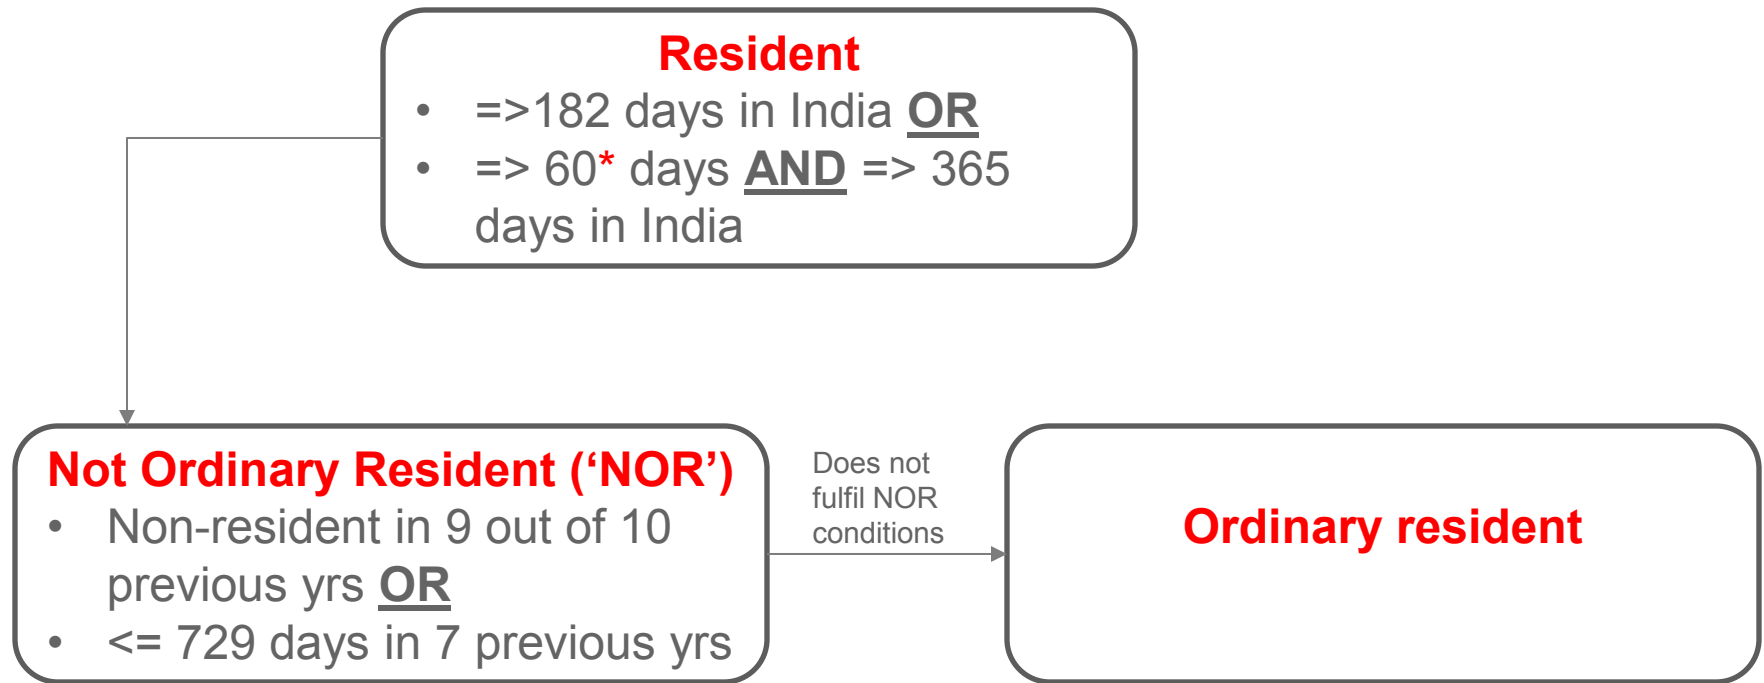 Resident
• =>182 days in India OR
• => 60* days AND => 365
days in India
Not Ordinary Resident (‘NOR’)
• Non-resident in 9 out of 10
previous yrs OR
• <= 729 days in 7 previous yrs
Does not
fulfil NOR
conditions
Ordinary resident